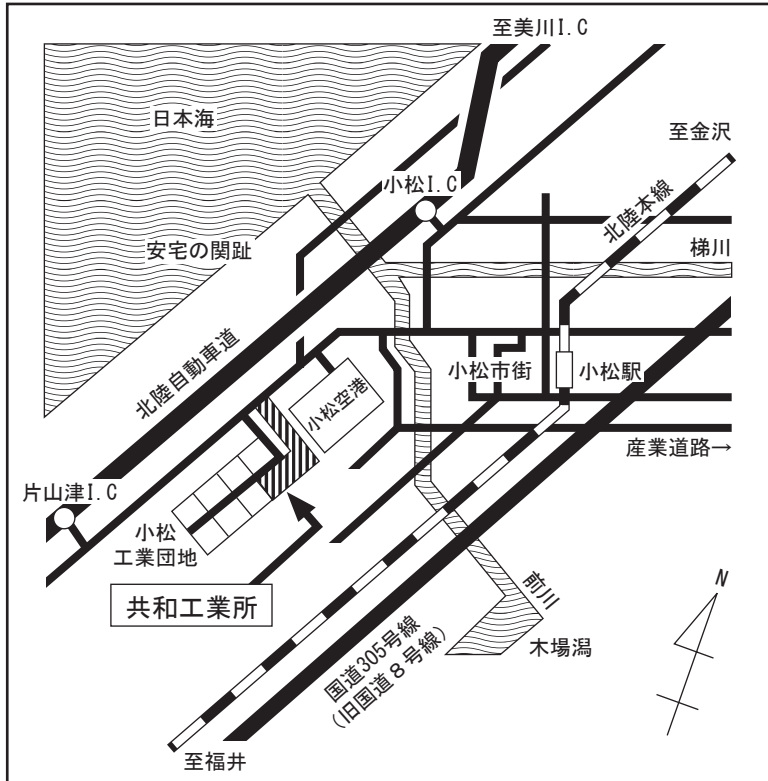 至美川I.C
日本海
至金沢
小松I.C
北陸本線
安宅の関趾
梯川
北陸自動車道
小松市街
小松駅
小松空港
産業道路→
片山津I.C
小松
工業団地
共和工業所
前川
N
木場潟
国道305号線
(旧国道8号線)
至福井